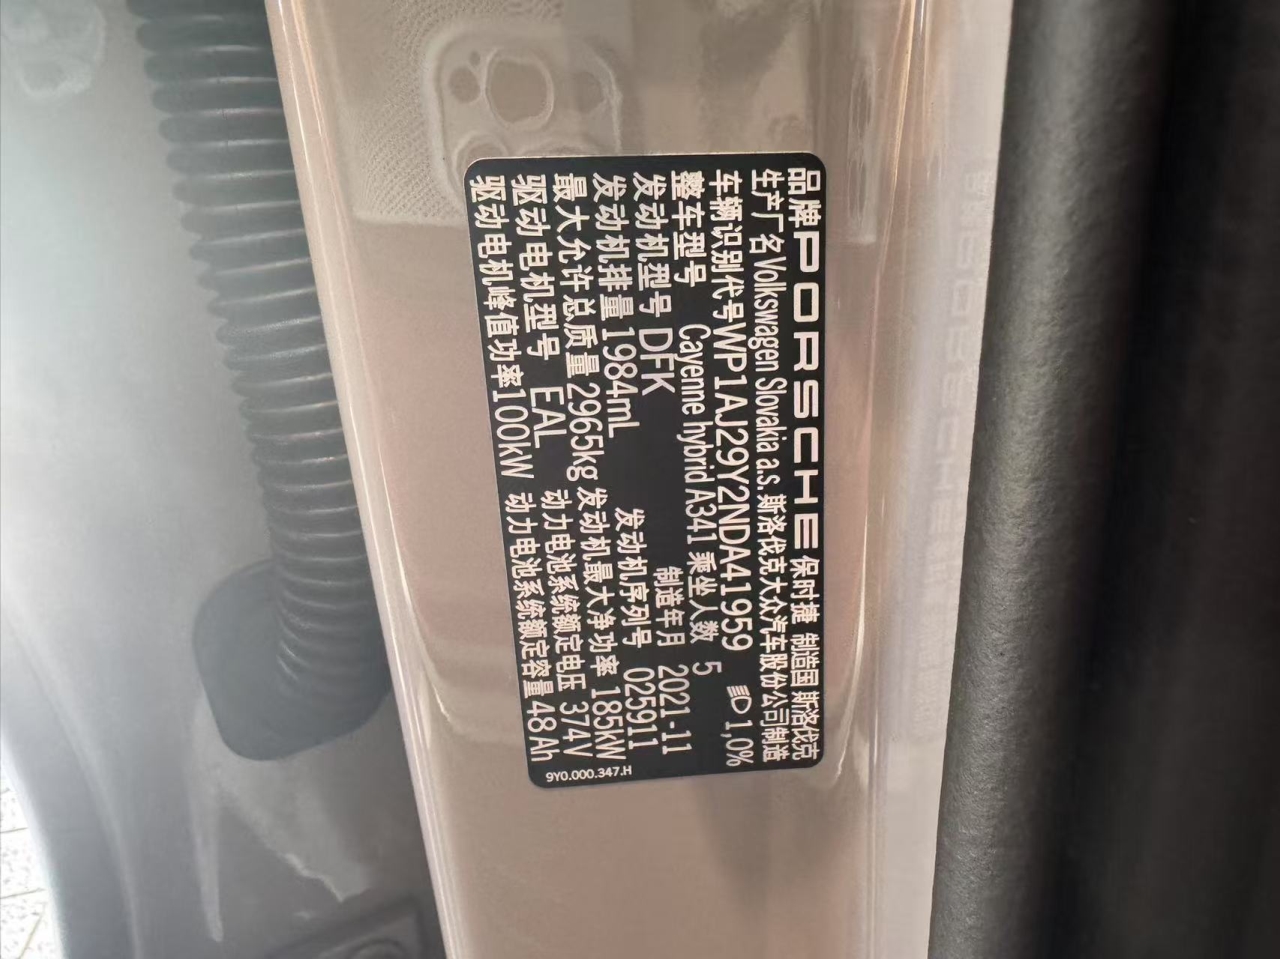 品牌 PORSCHE 保时捷 制造国 斯洛伐克
生产厂名 Volkswagen Slovakia a.s. 斯洛伐克大众汽车股份公司制造
车辆识别代号 WP1AJ29Y2NDA41959 1,0%
整车型号 Cayenne hybrid A341 乘坐人数 5
发动机型号 DFK 制造年月 2021-11
发动机排量 1984mL 发动机序列号 025911
最大允许总质量 2965kg 发动机最大净功率 185kW
驱动电机型号 EAL 动力电池系统额定电压 374V
驱动电机峰值功率 100kW 动力电池系统额定容量 48Ah
9Y0.000.347.H